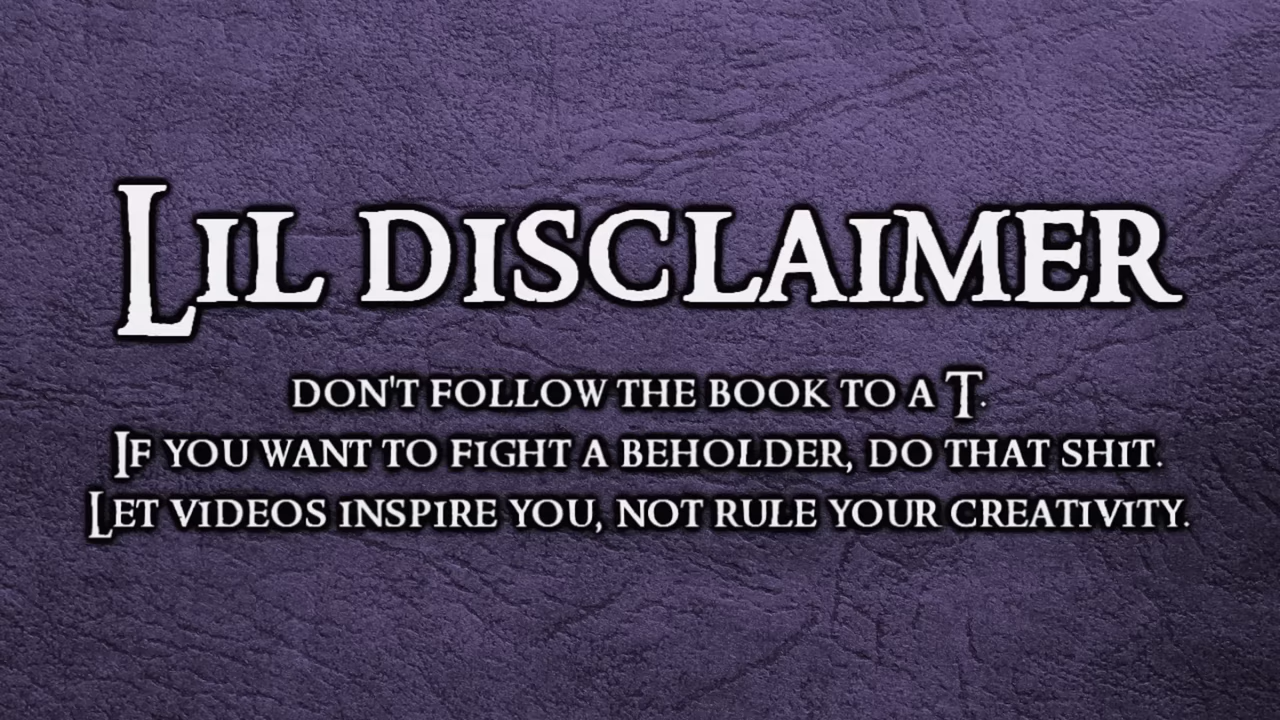 Lil disclaimer
don't follow the book to a T.
If you want to fight a beholder, do that shit.
Let videos inspire you, not rule your creativity.